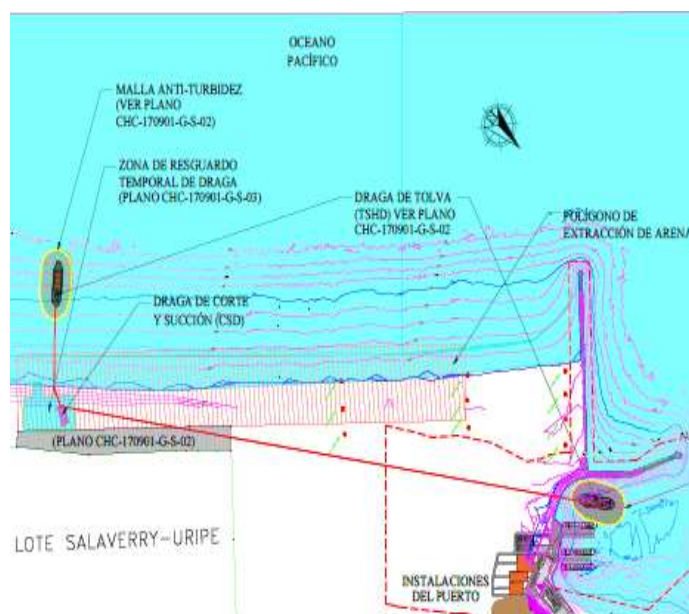 OCEANO
PACÍFICO
MALLA ANTI-TURBIDEZ
(VER PLANO
CHC-170901-G-S-02)
ZONA DE RESGUARDO
TEMPORAL DE DRAGA
(PLANO CHC-170901-G-S-03)
DRAGA DE TOLVA
(TSHD) VER PLANO
CHC-170901-G-S-02
POLÍGONO DE
EXTRACCIÓN DE ARENA
DRAGA DE CORTE
Y SUCCIÓN (CSD)
(PLANO CHC-170901-G-S-02)
LOTE SALAVERRY-URIPE
INSTALACIONES
DEL PUERTO